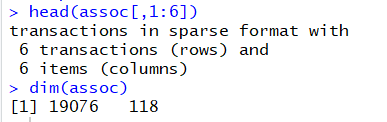 > head(assoc[,1:6])
transactions in sparse format with
 6 transactions (rows) and
 6 items (columns)
> dim(assoc)
[1] 19076   118